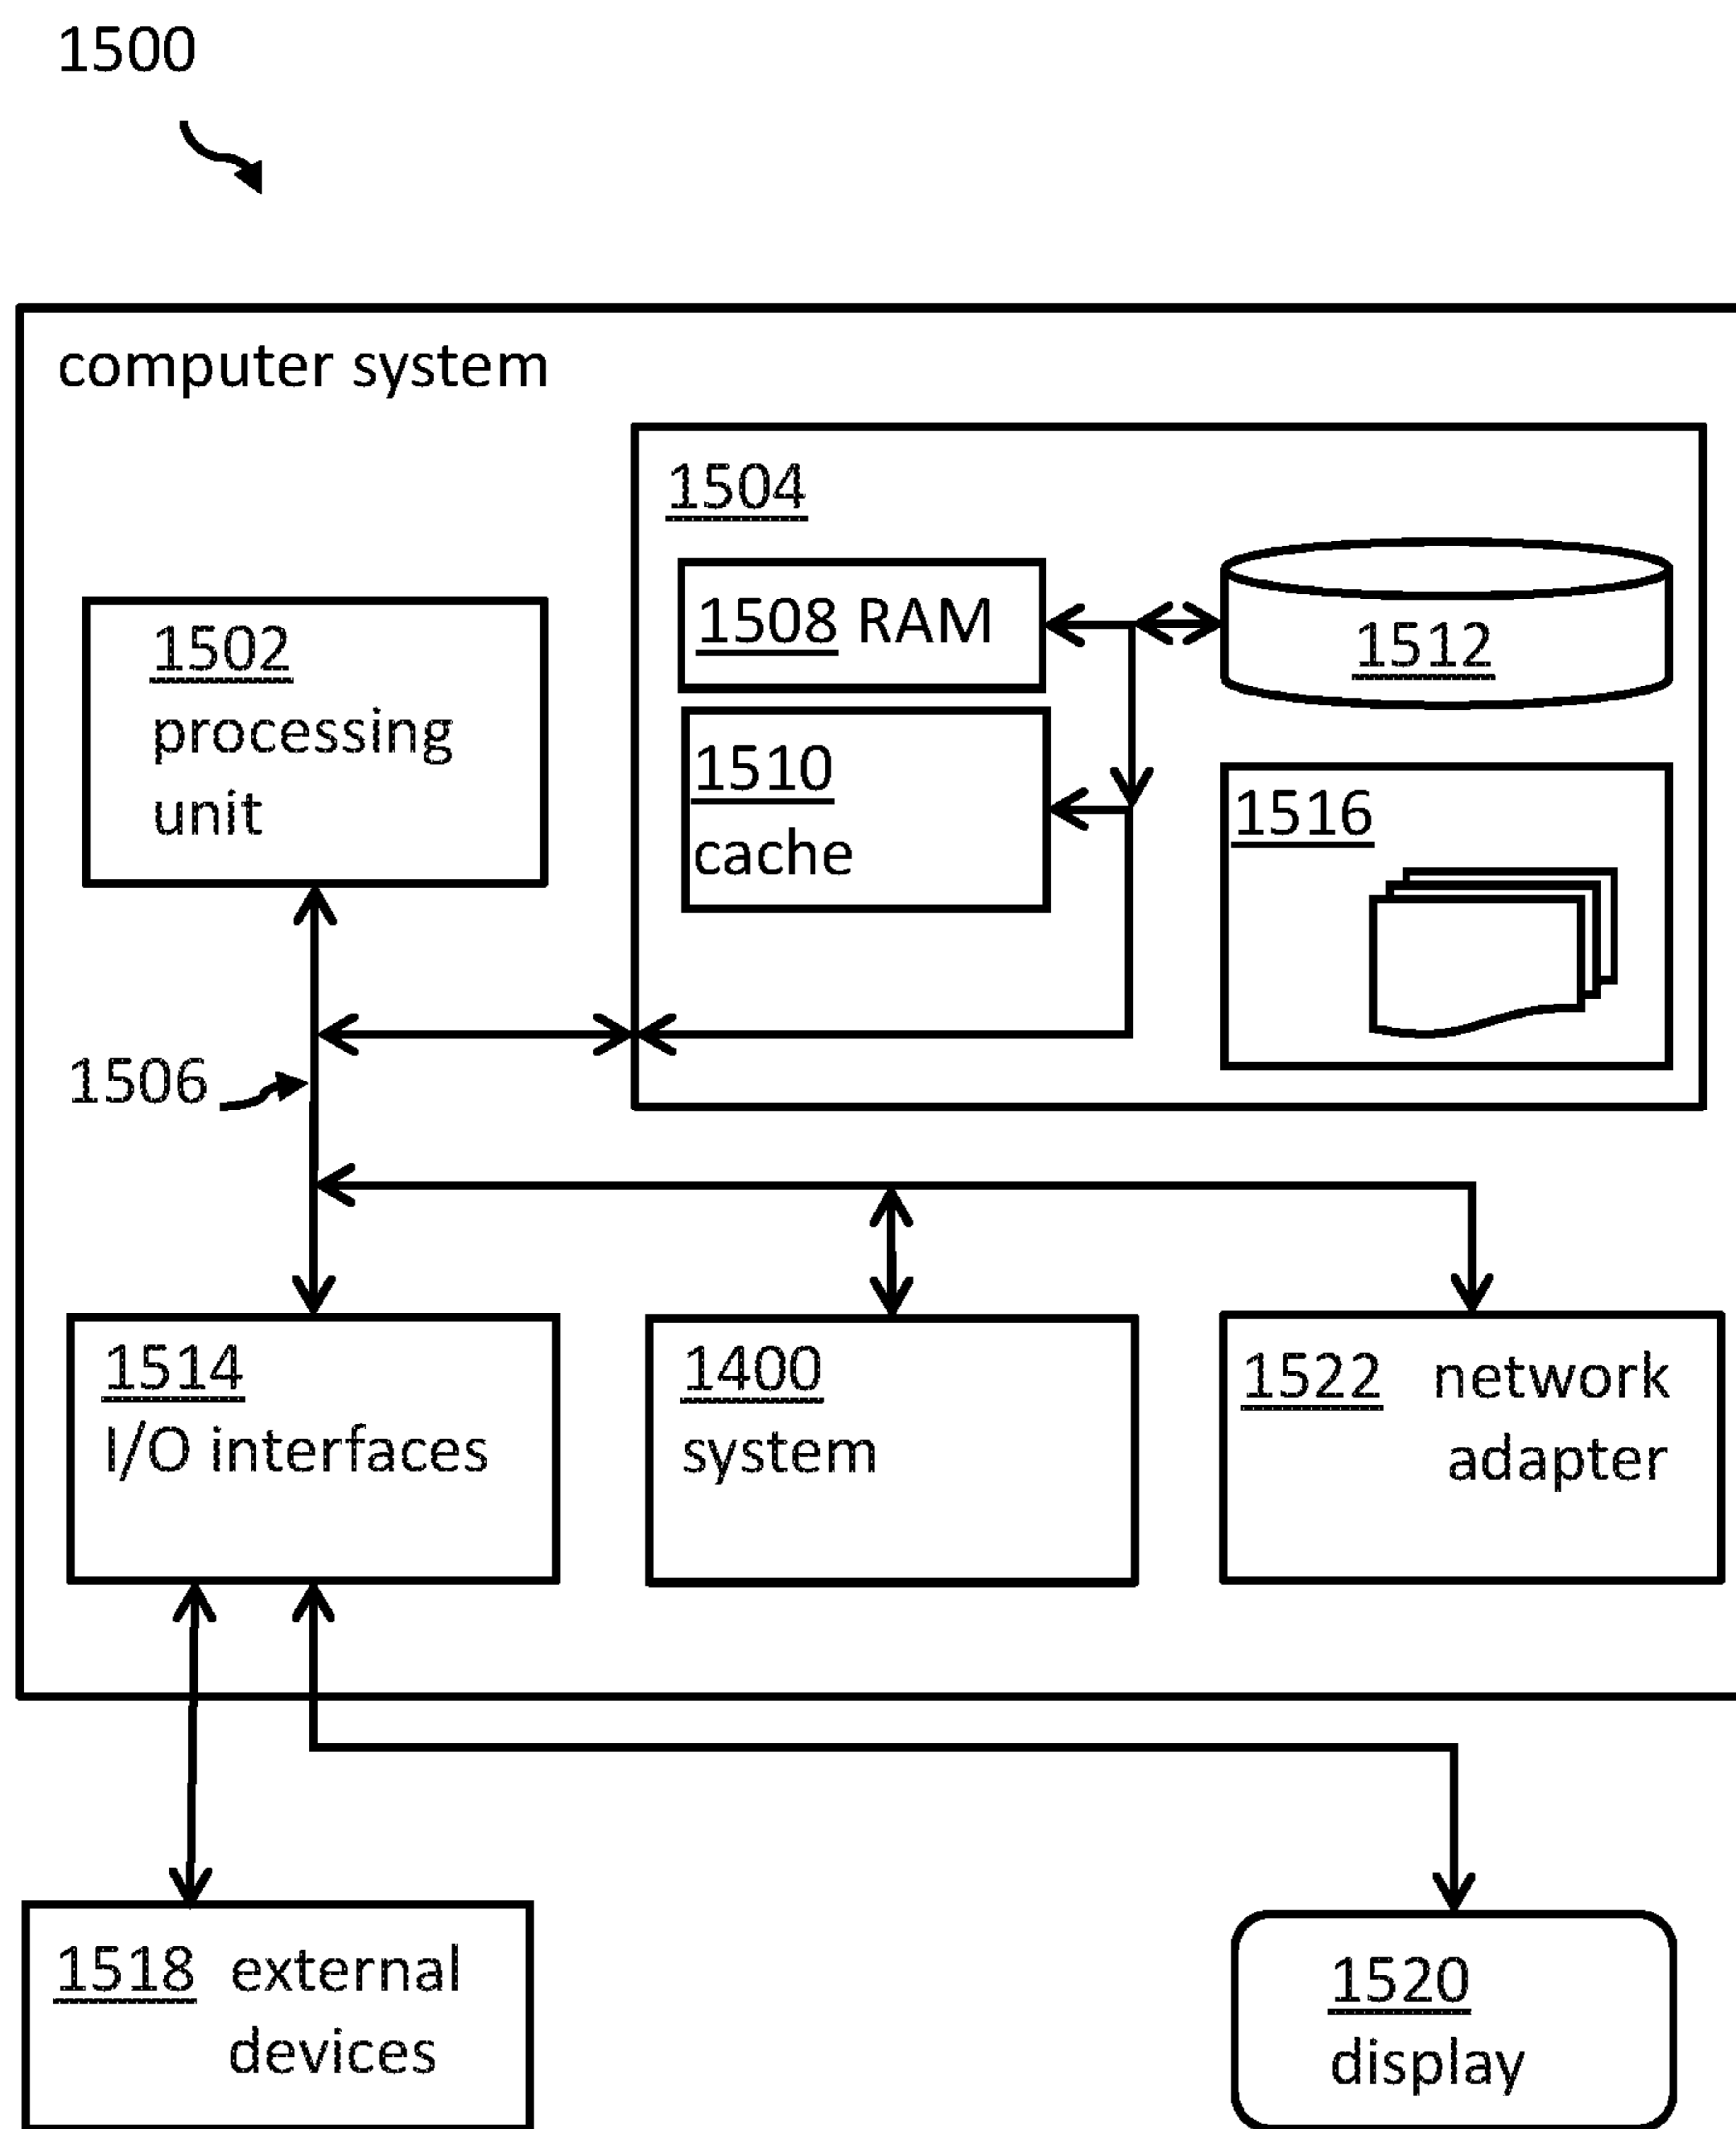 1500
computer system
1504
1508 RAM
1512
1502
processing
unit
1510
cache
1516
1506
1514
I/O interfaces
1400
system
1522 network
adapter
1518 external
devices
1520
display